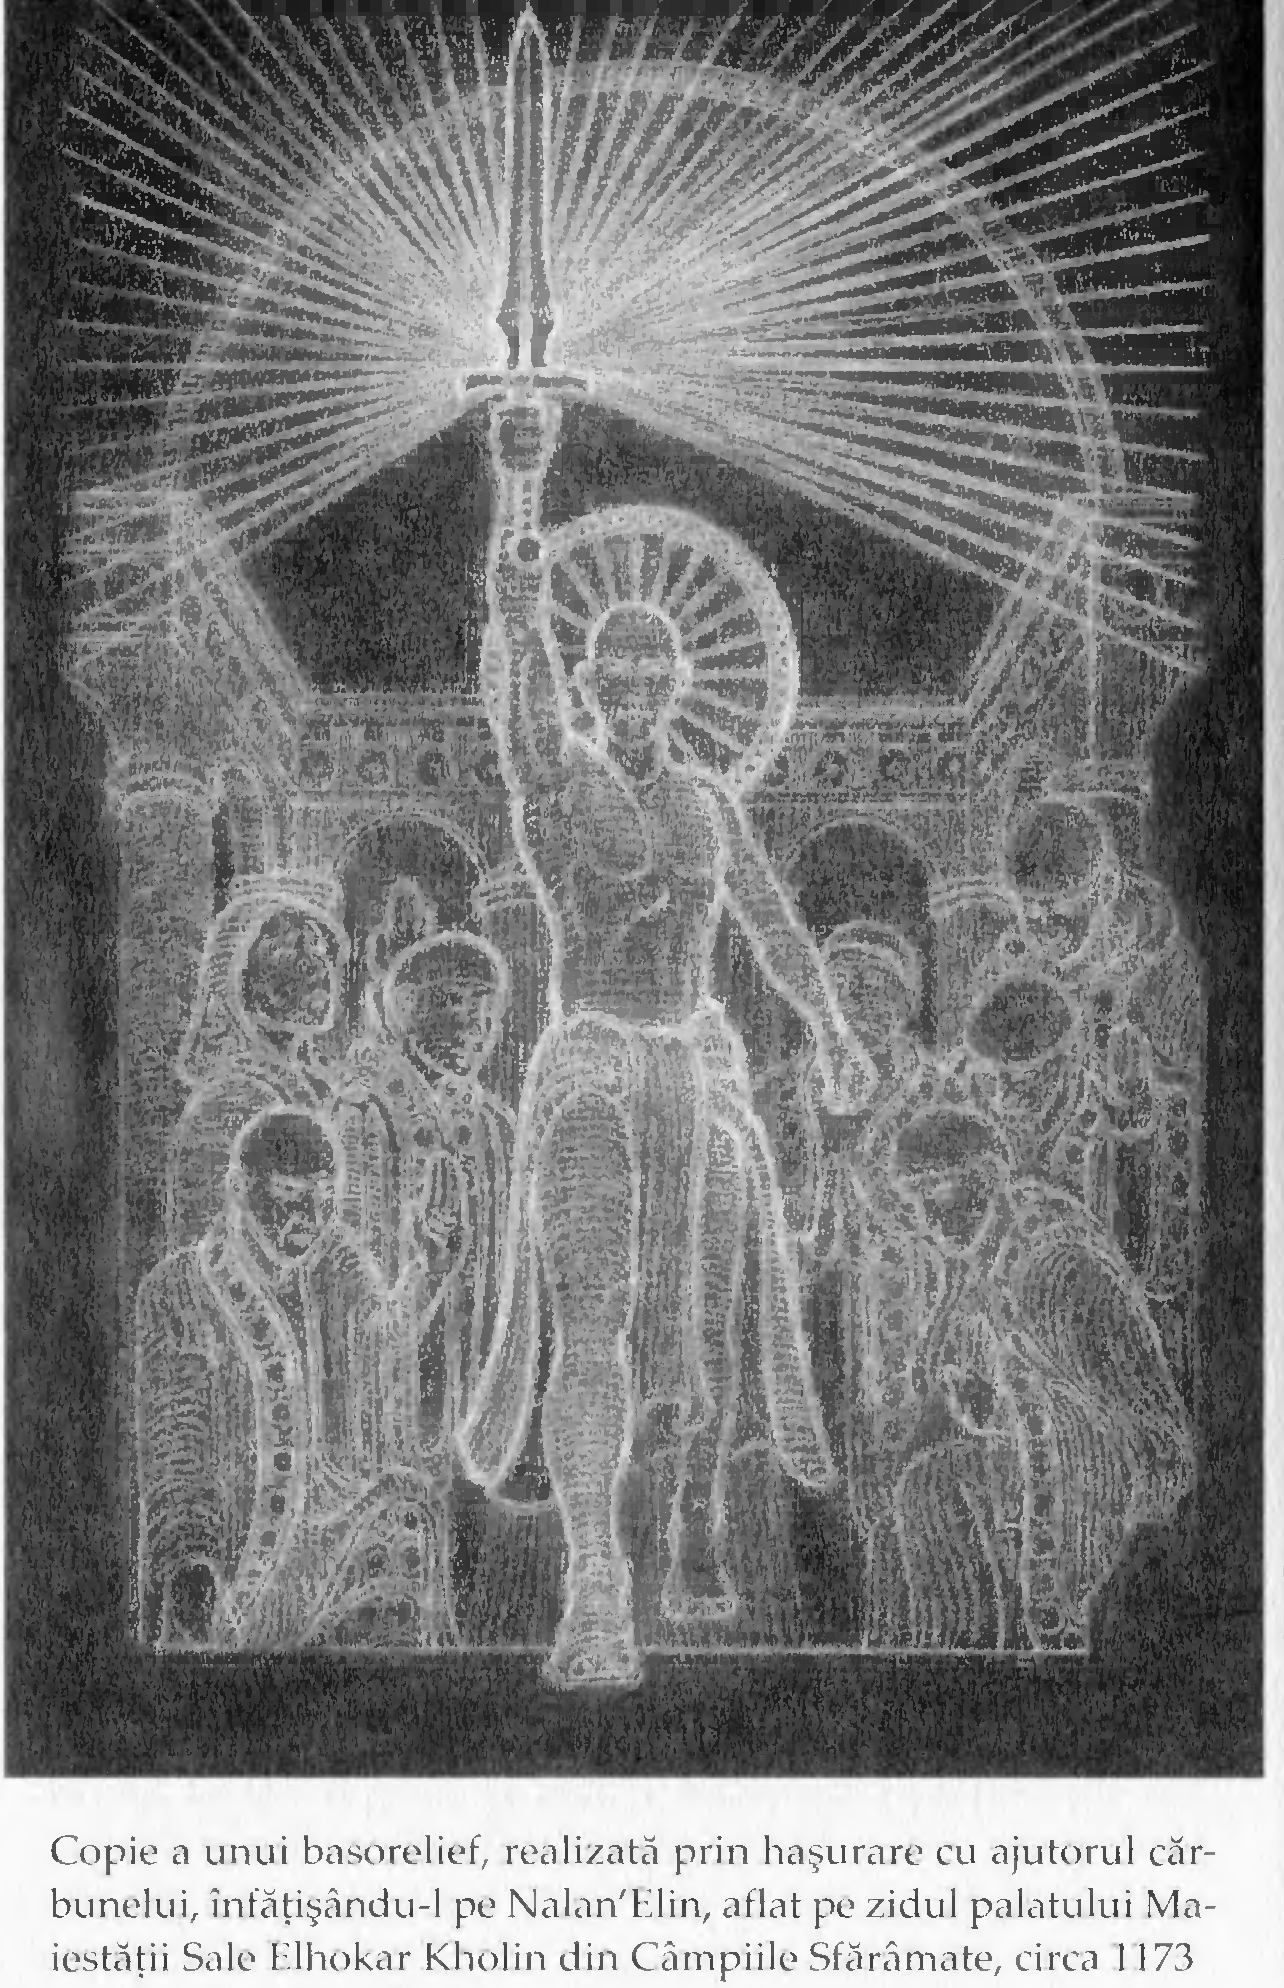 Copie a unui basorelief, realizată prin haşurare cu ajutorul căr-
bunelui, înfăţişându-l pe Nalan'Elin, aflat pe zidul palatului Ma-
iestăţii Sale Elhokar Kholin din Câmpiile Sfărâmate, circa 1173